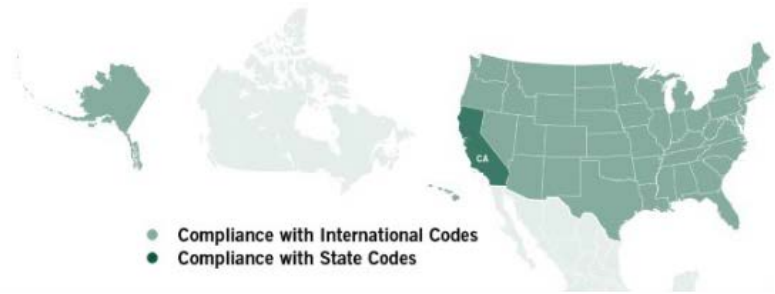 CA
Compliance with International Codes
Compliance with State Codes